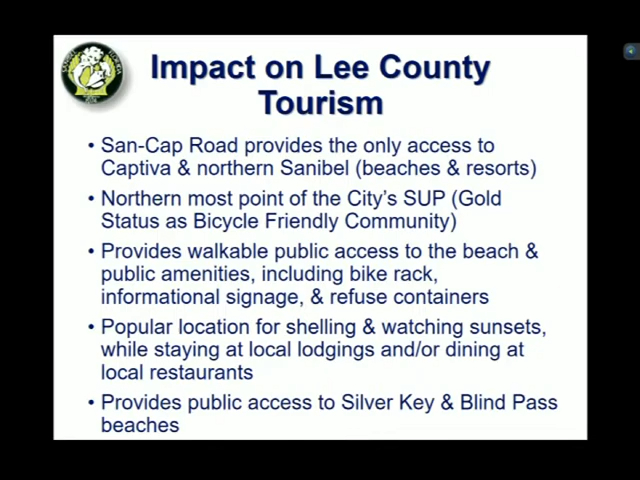 Impact on Lee County
Tourism
• San-Cap Road provides the only access to
Captiva & northern Sanibel (beaches & resorts)
• Northern most point of the City's SUP (Gold
Status as Bicycle Friendly Community)
• Provides walkable public access to the beach &
public amenities, including bike rack,
informational signage, & refuse containers
• Popular location for shelling & watching sunsets,
while staying at local lodgings and/or dining at
local restaurants
• Provides public access to Silver Key & Blind Pass
beaches